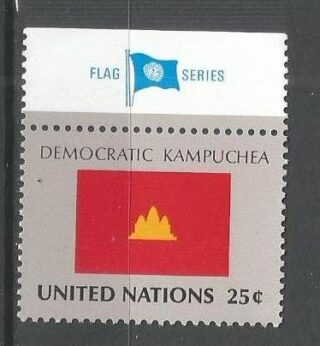 FLAG SERIES
DEMOCRATIC KAMPUCHEA
UNITED NATIONS 25¢